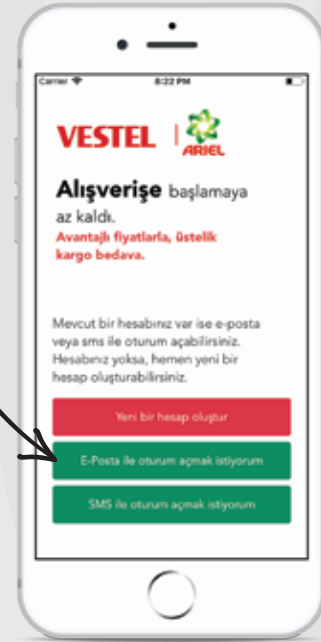 Carrier 8:22 PM
VESTEL ARIEL
Alışverişe başlamaya
az kaldı.
Avantajlı fiyatlarla, üstelik
kargo bedava.
Mevcut bir hesabınız var ise e-posta
veya sms ile oturum açabilirsiniz.
Hesabınız yoksa, hemen yeni bir
hesap oluşturabilirsiniz.
Yeni bir hesap oluştur
E-Posta ile oturum açmak istiyorum
SMS ile oturum açmak istiyorum